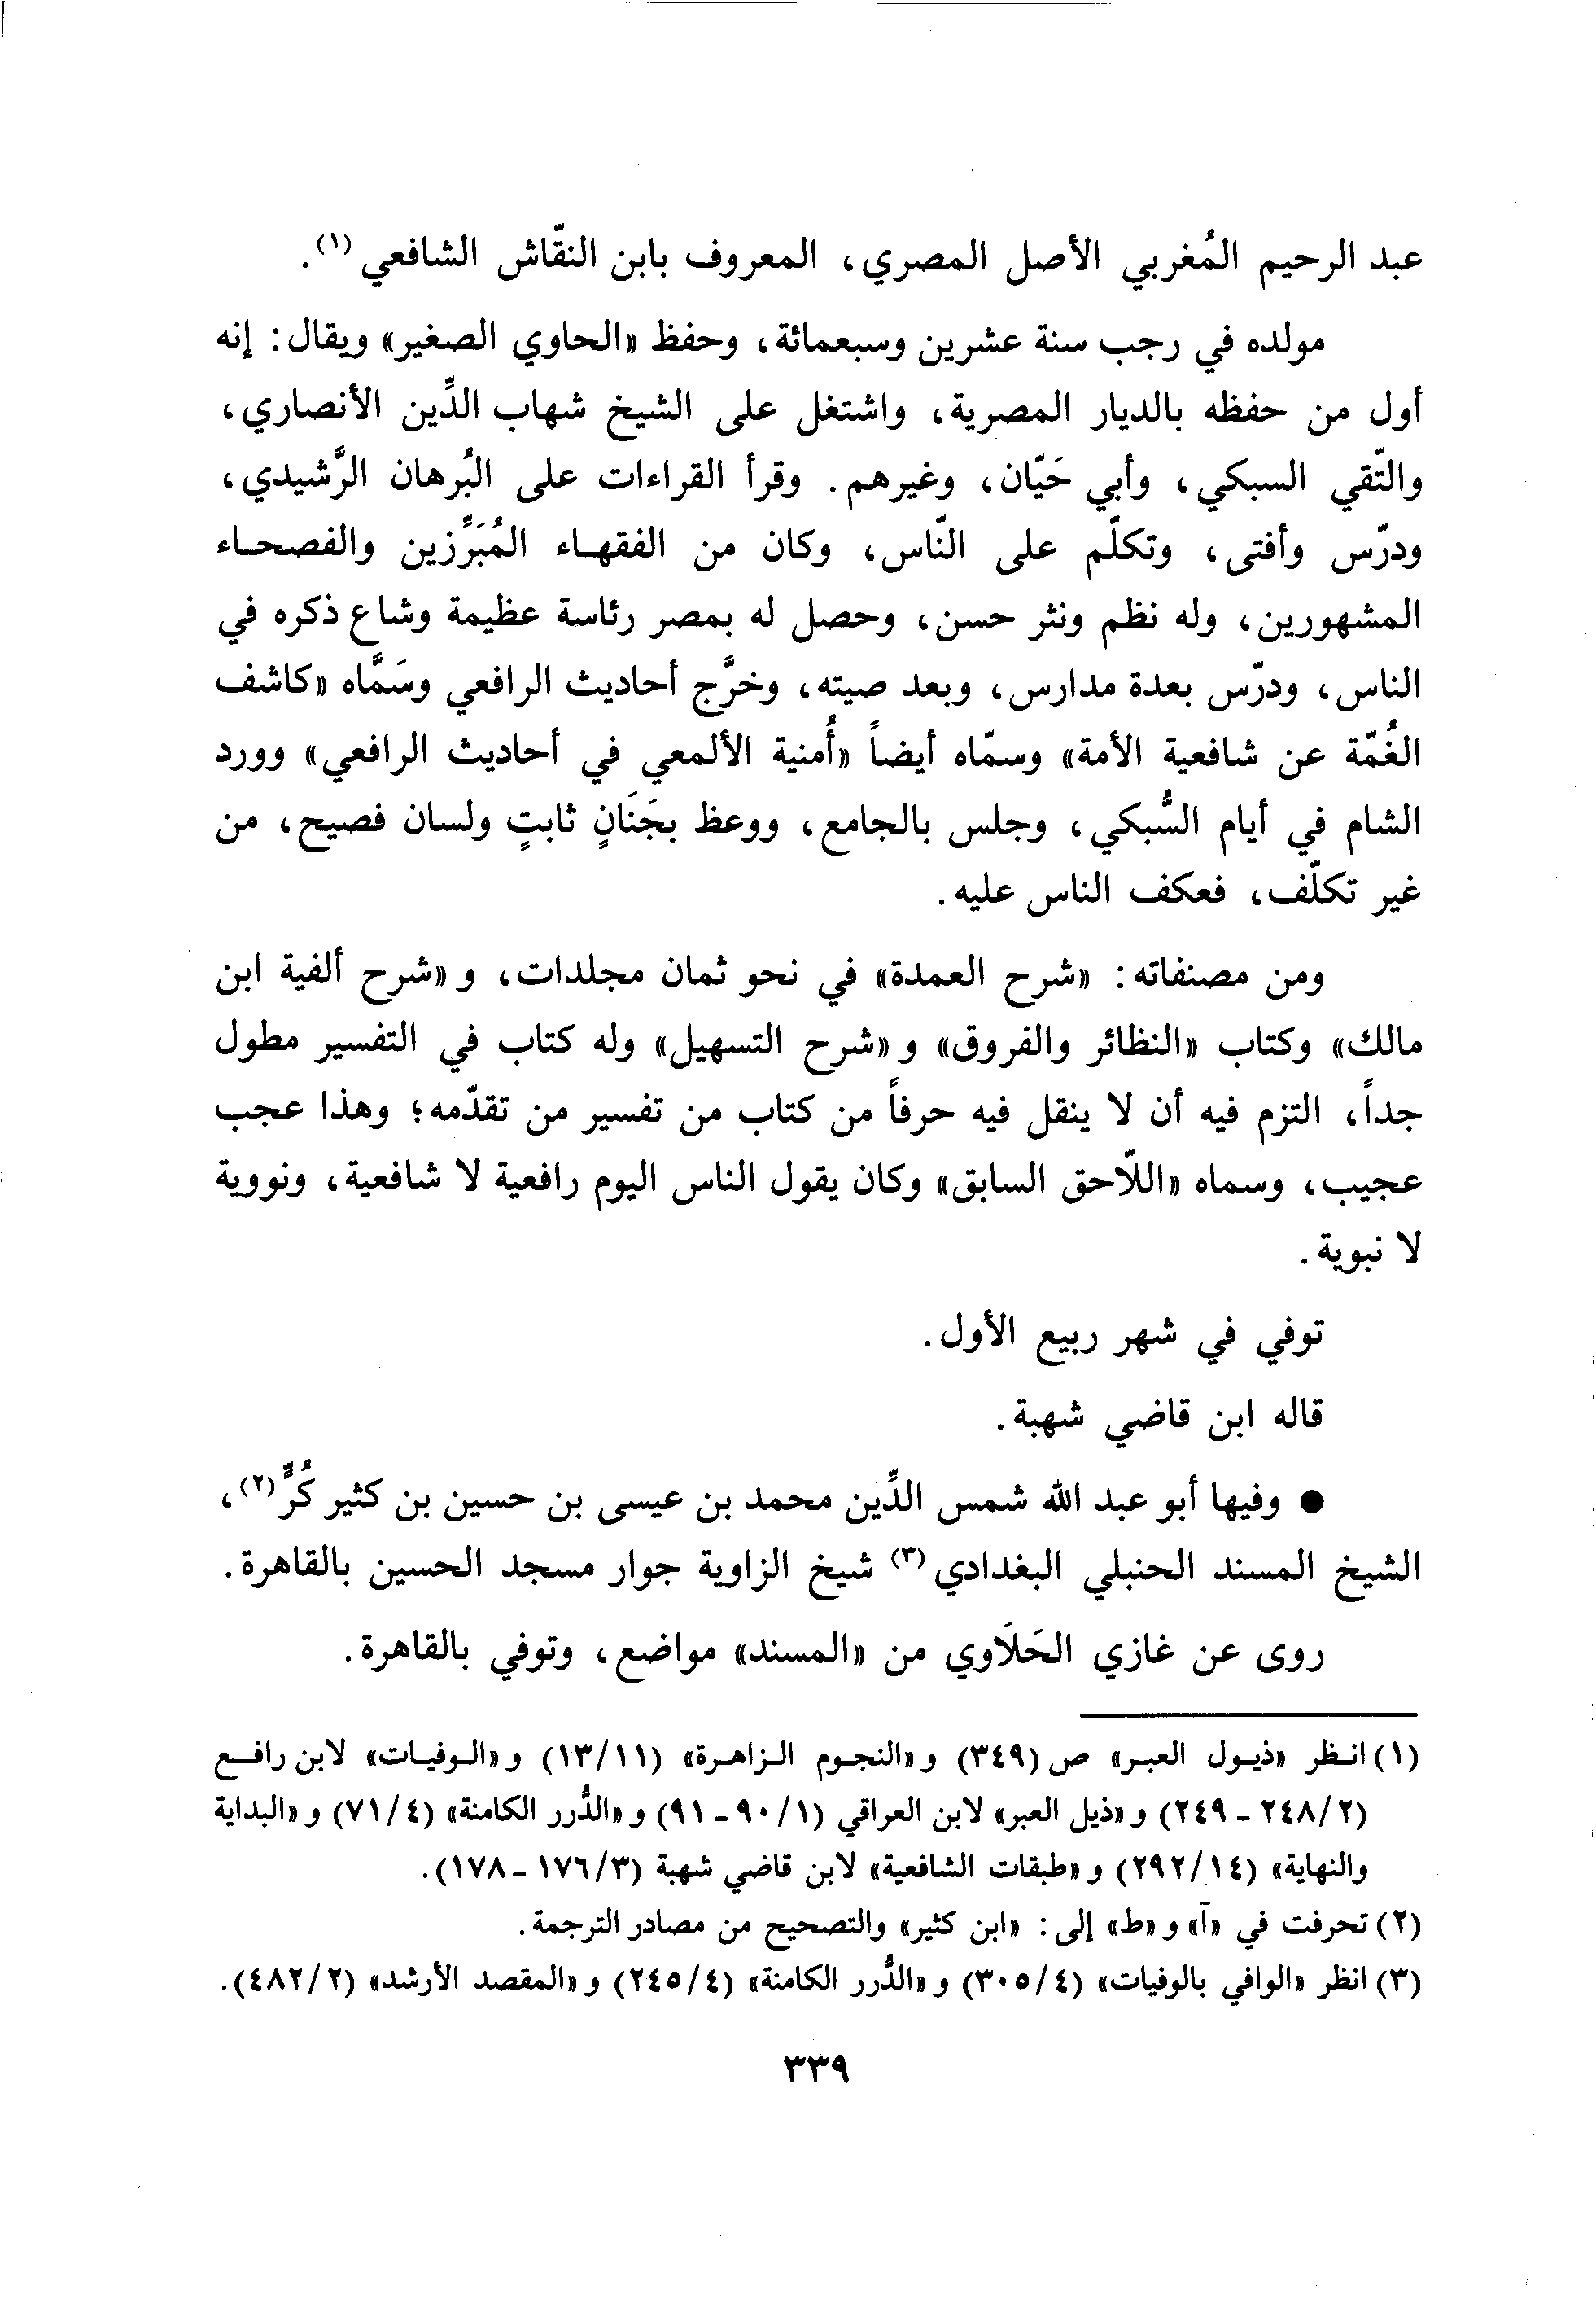 عبد الرحيم المُغربي الأصل المصري، المعروف بابن النقّاش الشافعي (١).
مولده في رجب سنة عشرين وسبعمائة، وحفظ «الحاوي الصغير» ويقال: إنه
أول من حفظه بالديار المصرية، واشتغل على الشيخ شهاب الدِّين الأنصاري،
والتّقي السبكي، وأبي حَيّان، وغيرهم. وقرأ القراءات على البُرهان الرَّشيدي،
ودرّس وأفتى، وتكلّم على النّاس، وكان من الفقهاء المُبَرِّزين والفصحاء
المشهورين، وله نظم ونثر حسن، وحصل له بمصر رئاسة عظيمة وشاع ذكره في
الناس، ودرّس بعدة مدارس، وبعد صيته، وخرَّج أحاديث الرافعي وسَمَّاه «كاشف
الغُمّة عن شافعية الأمة» وسمّاه أيضاً «أُمنية الألمعي في أحاديث الرافعي» وورد
الشام في أيام السُّبكي، وجلس بالجامع، ووعظ بجَنَانٍ ثابتٍ ولسان فصيح، من
غير تكلّف، فعكف الناس عليه.
ومن مصنفاته: «شرح العمدة» في نحو ثمان مجلدات، و «شرح ألفية ابن
مالك» وكتاب «النظائر والفروق» و «شرح التسهيل» وله كتاب في التفسير مطول
جداً، التزم فيه أن لا ينقل فيه حرفاً من كتاب من تفسير من تقدّمه؛ وهذا عجب
عجيب، وسماه «اللّاحق السابق» وكان يقول الناس اليوم رافعية لا شافعية، ونووية
لا نبوية.
توفي في شهر ربيع الأول.
قاله ابن قاضي شهبة.
● وفيها أبو عبد الله شمس الدِّين محمد بن عيسى بن حسين بن كثير كُرٍّ (٢)،
الشيخ المسند الحنبلي البغدادي (٣) شيخ الزاوية جوار مسجد الحسين بالقاهرة.
روى عن غازي الحَلَاوي من «المسند» مواضع، وتوفي بالقاهرة.
(١) انظر «ذيول العبر» ص (٣٤٩) و «النجوم الزاهرة» (١٣/١١) و «الوفيات» لابن رافع
(٢٤٨/٢ - ٢٤٩) و «ذيل العبر» لابن العراقي (٩٠/١ - ٩١) و «الدُّرر الكامنة» (٧١/٤) و «البداية
والنهاية» (٢٩٢/١٤) و «طبقات الشافعية» لابن قاضي شهبة (١٧٦/٣ - ١٧٨).
(٢) تحرفت في «آ» و «ط» إلى: «ابن كثير» والتصحيح من مصادر الترجمة.
(٣) انظر «الوافي بالوفيات» (٣٠٥/٤) و «الدُّرر الكامنة» (٢٤٥/٤) و «المقصد الأرشد» (٤٨٢/٢).
٣٣٩